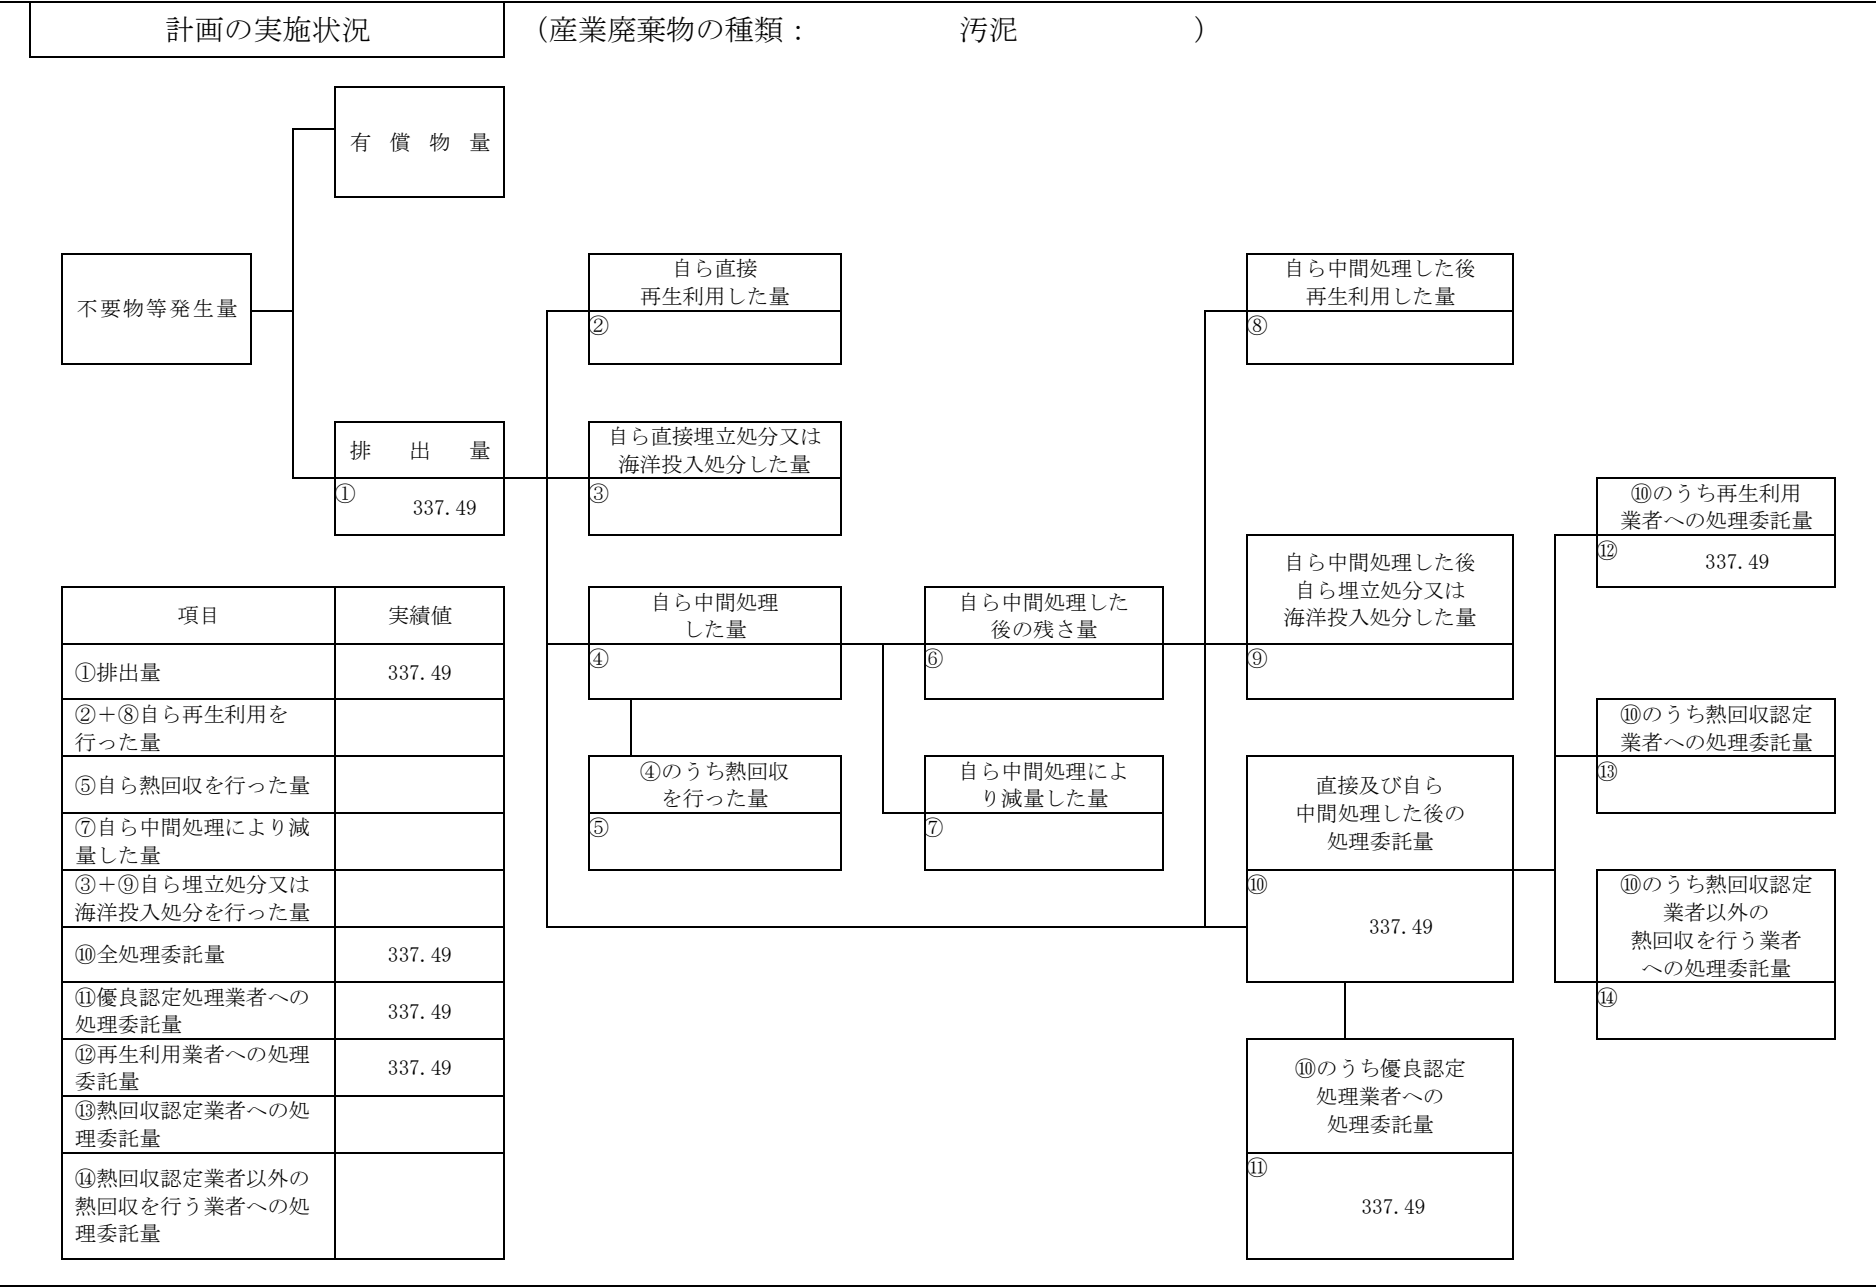 計画の実施状況 （産業廃棄物の種類： 汚泥 ）
有償物量
不要物等発生量
自ら直接
再生利用した量
②
自ら中間処理した後
再生利用した量
⑧
排出量
① 337.49
自ら直接埋立処分又は
海洋投入処分した量
③
⑩のうち再生利用
業者への処理委託量
⑫ 337.49
自ら中間処理した後
自ら埋立処分又は
海洋投入処分した量
⑨
自ら中間処理
した量
④
自ら中間処理した
後の残さ量
⑥
⑩のうち熱回収認定
業者への処理委託量
⑬
④のうち熱回収
を行った量
⑤
自ら中間処理によ
り減量した量
⑦
直接及び自ら
中間処理した後の
処理委託量
⑩
337.49
⑩のうち熱回収認定
業者以外の
熱回収を行う業者
への処理委託量
⑭
⑩のうち優良認定
処理業者への
処理委託量
⑪
337.49
項目 実績値
①排出量 337.49
②＋⑧自ら再生利用を
行った量
⑤自ら熱回収を行った量
⑦自ら中間処理により減
量した量
③＋⑨自ら埋立処分又は
海洋投入処分を行った量
⑩全処理委託量 337.49
⑪優良認定処理業者への
処理委託量 337.49
⑫再生利用業者への処理
委託量 337.49
⑬熱回収認定業者への処
理委託量
⑭熱回収認定業者以外の
熱回収を行う業者への処
理委託量